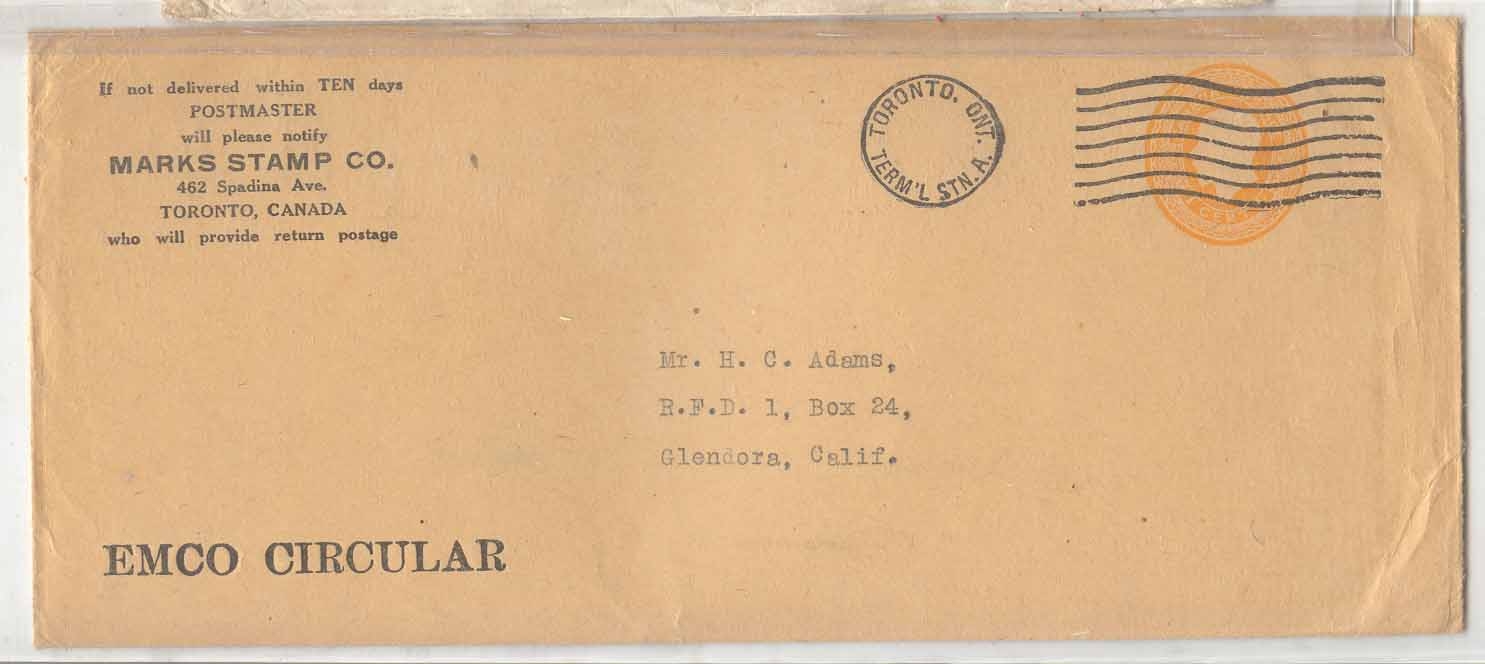 If not delivered within TEN days
POSTMASTER
will please notify
MARKS STAMP CO.
462 Spadina Ave.
TORONTO, CANADA
who will provide return postage
TORONTO. ONT.
TERM'L STN. A.
Mr. H. C. Adams,
R.F.D. 1, Box 24,
Glendora, Calif.
EMCO CIRCULAR